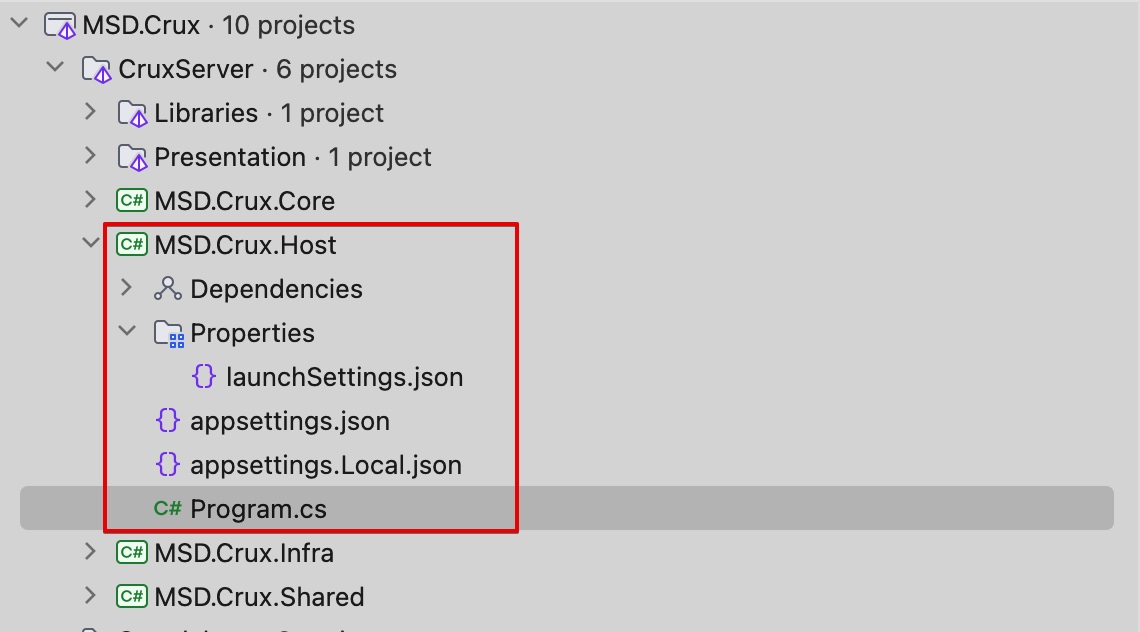 MSD.Crux · 10 projects
CruxServer · 6 projects
Libraries · 1 project
Presentation · 1 project
C# MSD.Crux.Core
C# MSD.Crux.Host
Dependencies
Properties
{} launchSettings.json
{} appsettings.json
{} appsettings.Local.json
C# Program.cs
C# MSD.Crux.Infra
C# MSD.Crux.Shared